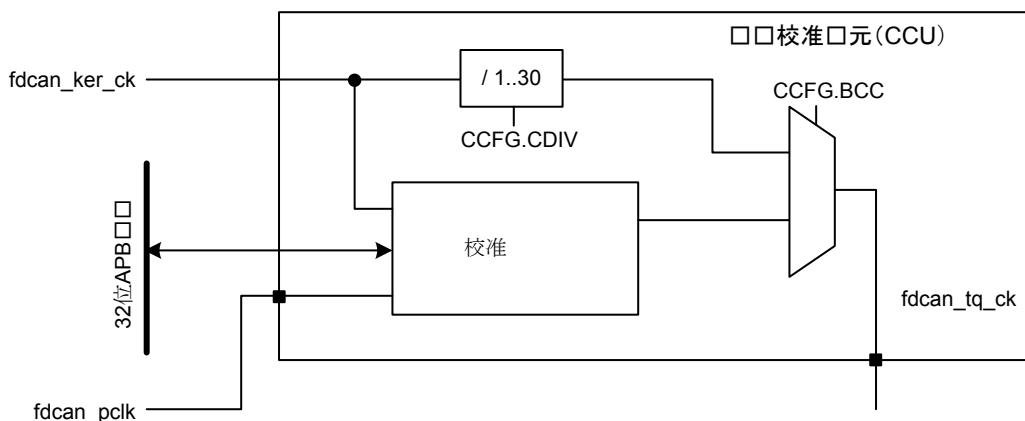 □□校准□元(CCU)
fdcan_ker_ck
/ 1..30
CCFG.BCC
CCFG.CDIV
32位APB□□
校准
fdcan_tq_ck
fdcan_pclk